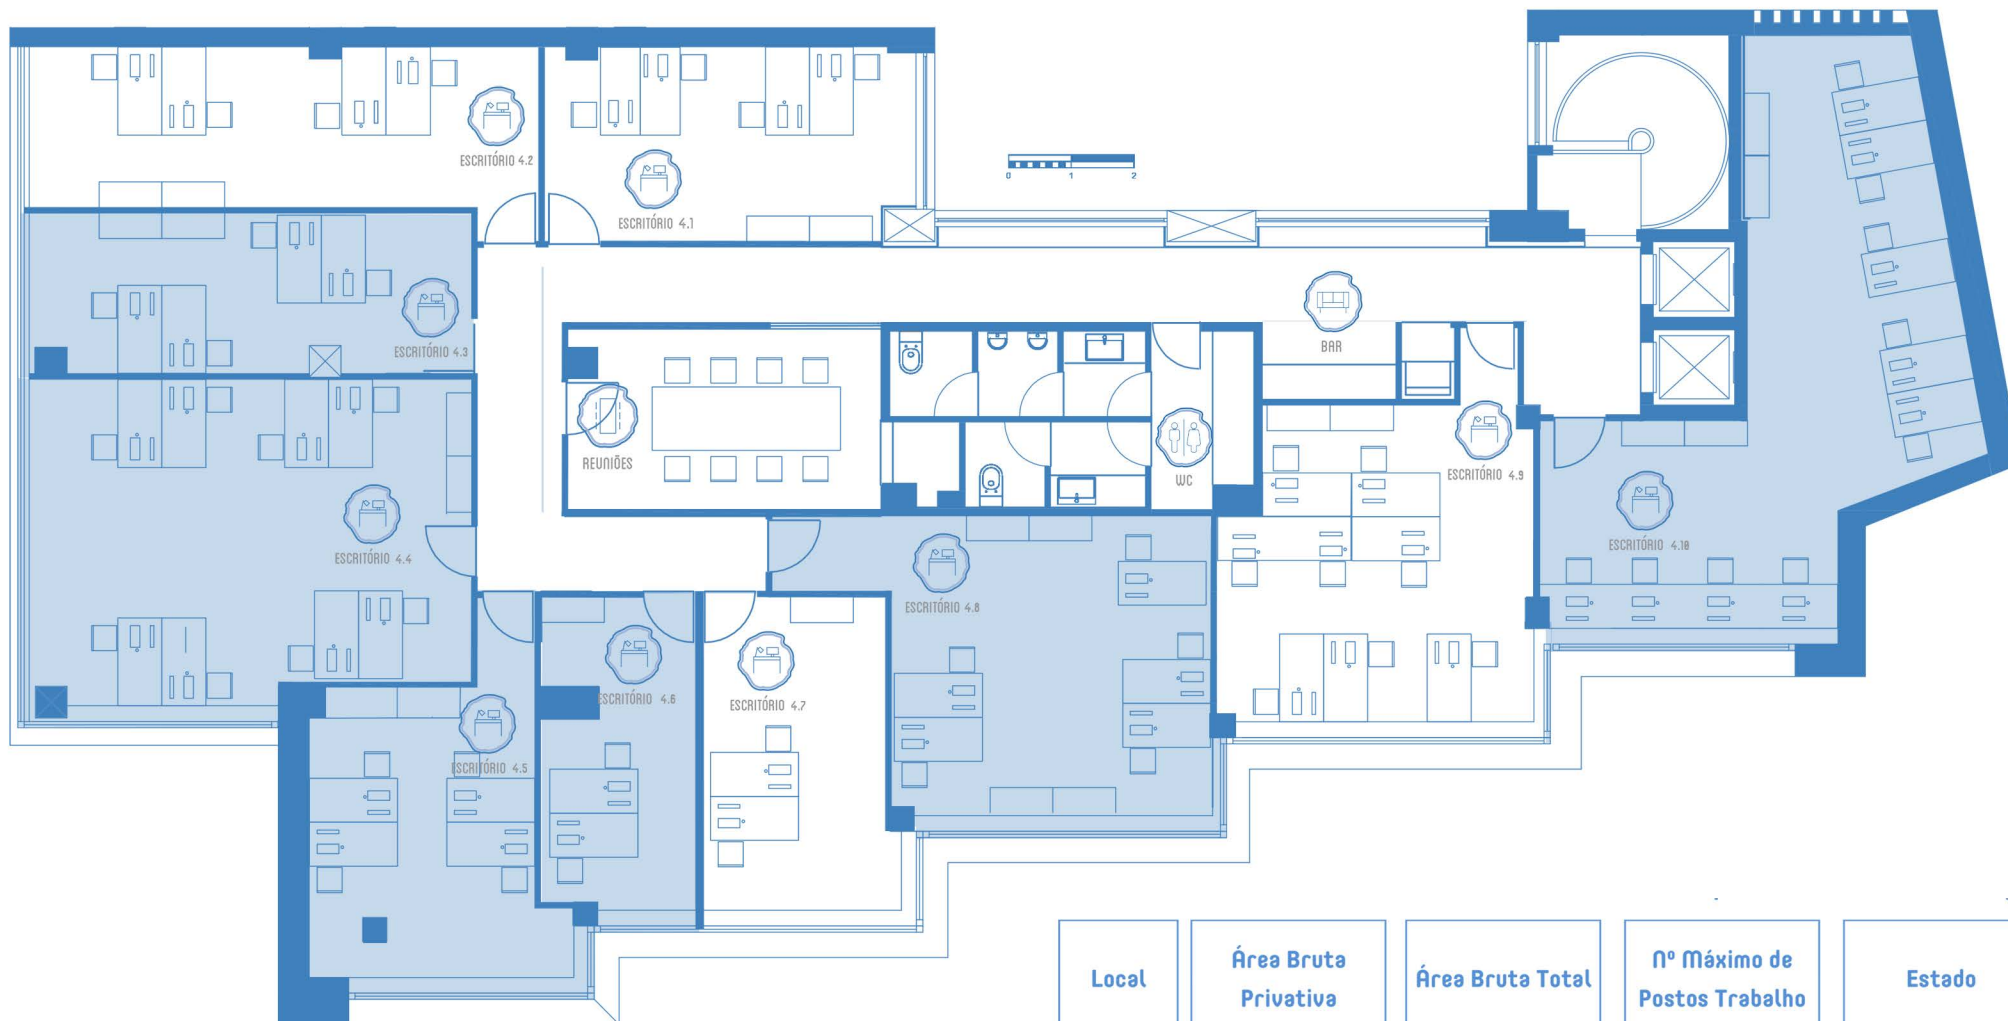 ESCRITÓRIO 4.2
ESCRITÓRIO 4.1
0 1 2
ESCRITÓRIO 4.3
BAR
REUNIÕES
WC
ESCRITÓRIO 4.9
ESCRITÓRIO 4.4
ESCRITÓRIO 4.10
ESCRITÓRIO 4.8
ESCRITÓRIO 4.6
ESCRITÓRIO 4.7
ESCRITÓRIO 4.5
Local
Área Bruta
Privativa
Área Bruta Total
Nº Máximo de
Postos Trabalho
Estado